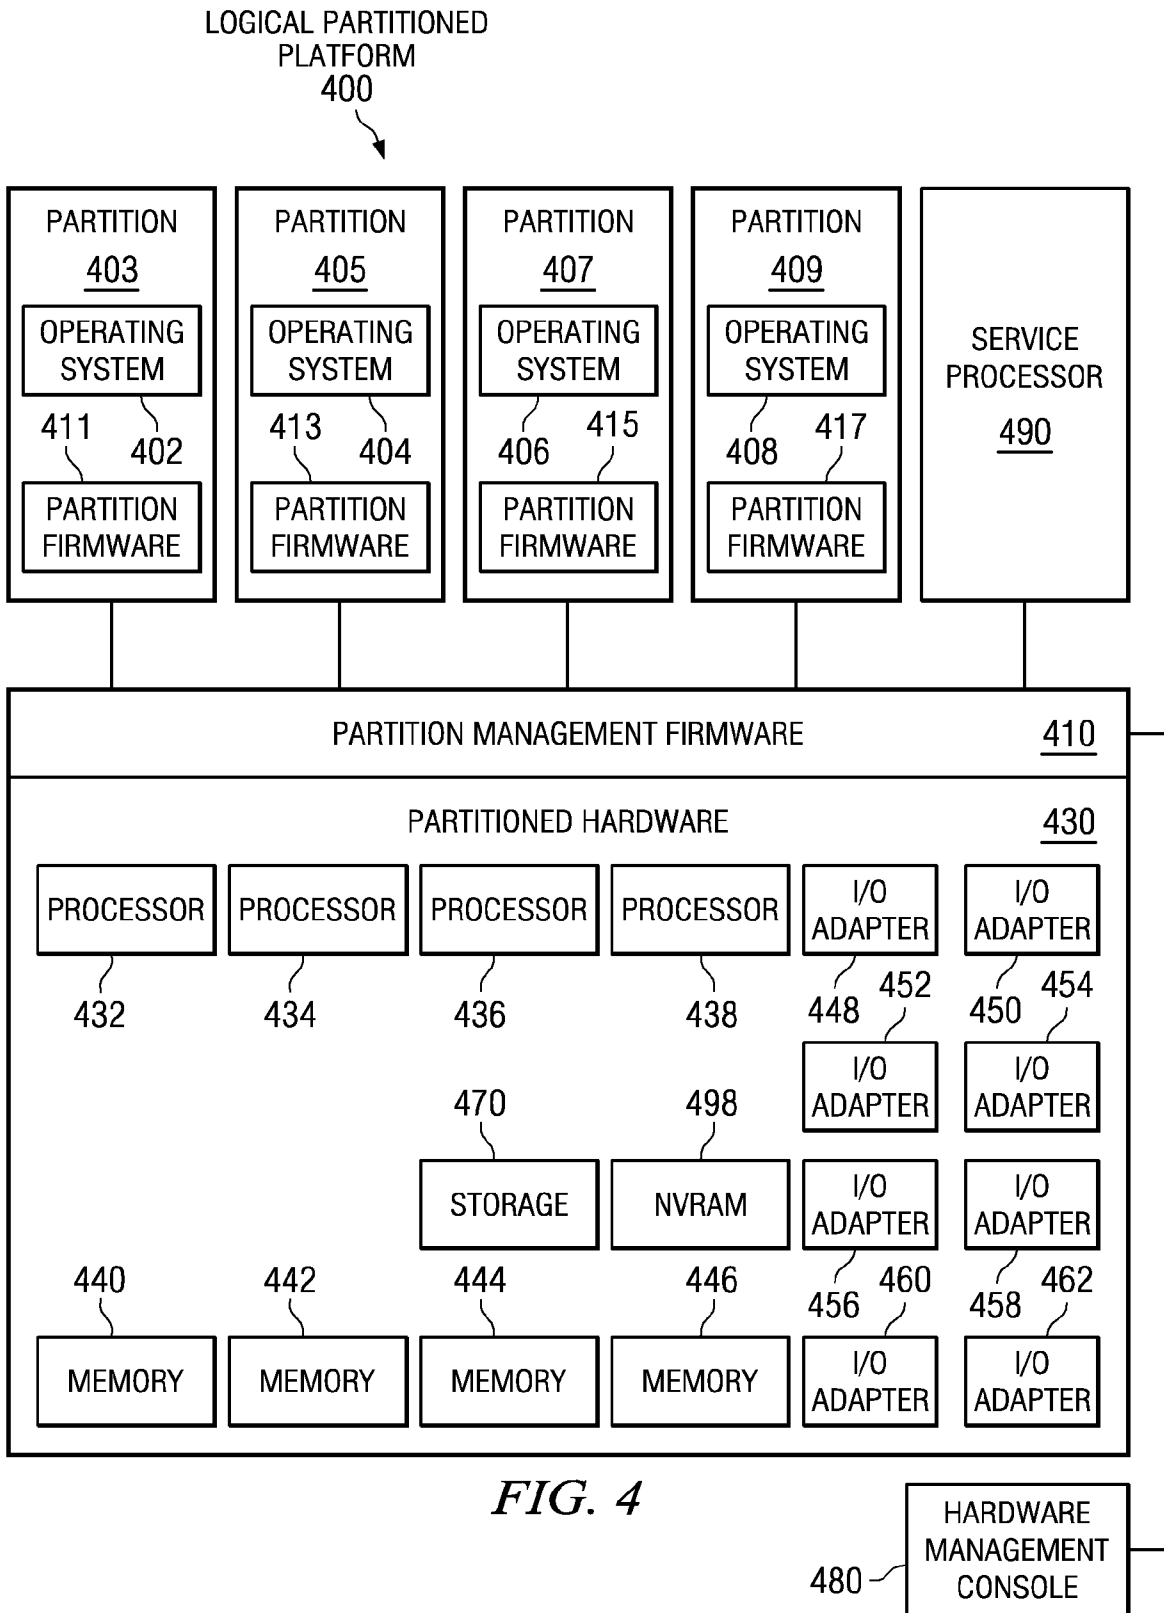 LOGICAL PARTITIONED
PLATFORM
400
PARTITION
403
OPERATING
SYSTEM
411
402
PARTITION
FIRMWARE
PARTITION
405
OPERATING
SYSTEM
413
404
PARTITION
FIRMWARE
PARTITION
407
OPERATING
SYSTEM
406
415
PARTITION
FIRMWARE
PARTITION
409
OPERATING
SYSTEM
408
417
PARTITION
FIRMWARE
SERVICE
PROCESSOR
490
PARTITION MANAGEMENT FIRMWARE
410
PARTITIONED HARDWARE
430
PROCESSOR
432
PROCESSOR
434
PROCESSOR
436
PROCESSOR
438
I/O
ADAPTER
448
I/O
ADAPTER
450
452
I/O
ADAPTER
454
I/O
ADAPTER
470
STORAGE
498
NVRAM
I/O
ADAPTER
456
I/O
ADAPTER
458
440
MEMORY
442
MEMORY
444
MEMORY
446
MEMORY
460
I/O
ADAPTER
462
I/O
ADAPTER
FIG. 4
HARDWARE
MANAGEMENT
CONSOLE
480